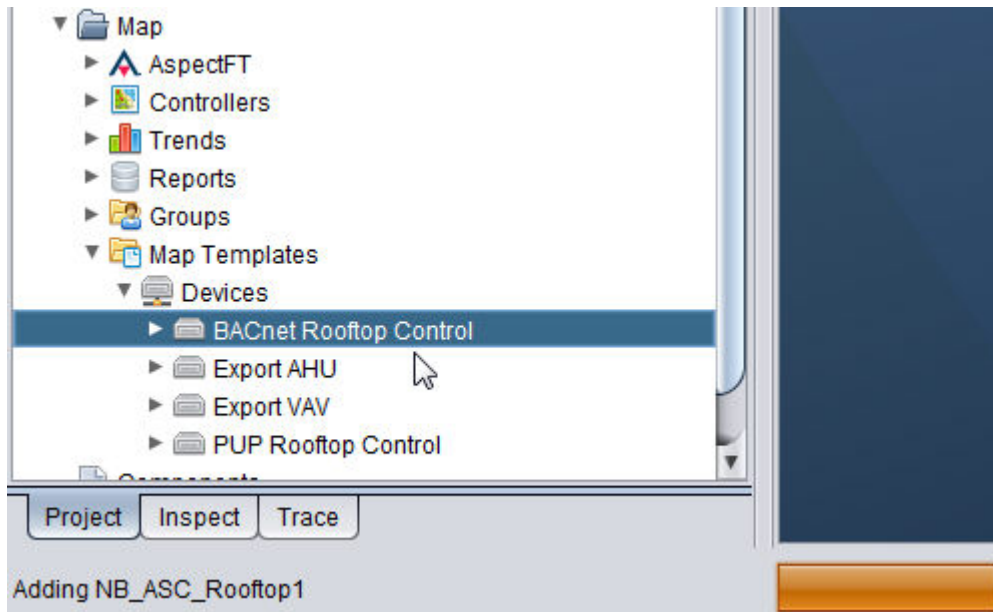 Map
AspectFT
Controllers
Trends
Reports
Groups
Map Templates
Devices
BACnet Rooftop Control
Export AHU
Export VAV
PUP Rooftop Control
Components
Project Inspect Trace
Adding NB_ASC_Rooftop1